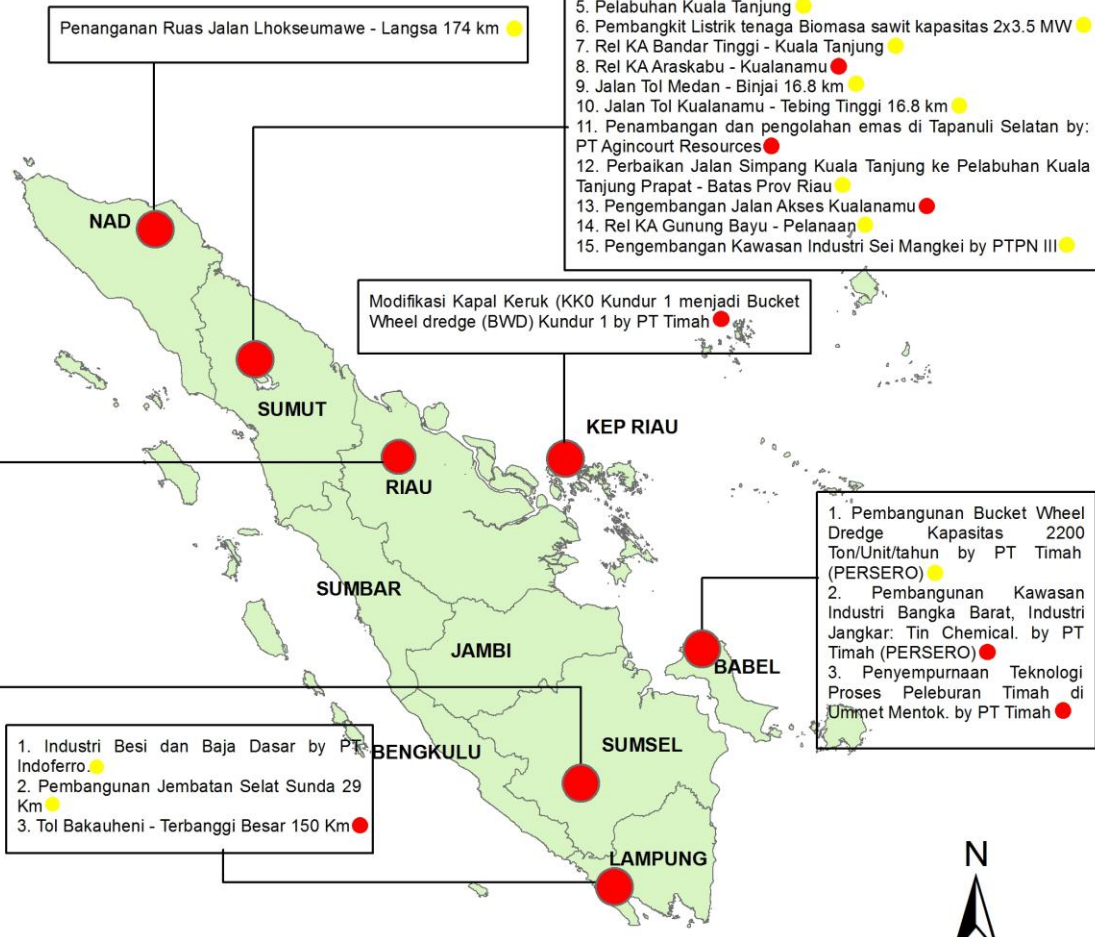 Penanganan Ruas Jalan Lhokseumawe - Langsa 174 km
5. Pelabuhan Kuala Tanjung
6. Pembangkit Listrik tenaga Biomasa sawit kapasitas 2x3.5 MW
7. Rel KA Bandar Tinggi - Kuala Tanjung
8. Rel KA Araskabu - Kualanamu
9. Jalan Tol Medan - Binjai 16.8 km
10. Jalan Tol Kualanamu - Tebing Tinggi 16.8 km
11. Penambangan dan pengolahan emas di Tapanuli Selatan by:
PT Agincourt Resources
12. Perbaikan Jalan Simpang Kuala Tanjung ke Pelabuhan Kuala
Tanjung Prapat - Batas Prov Riau
13. Pengembangan Jalan Akses Kualanamu
14. Rel KA Gunung Bayu - Pelanaan
15. Pengembangan Kawasan Industri Sei Mangkei by PTPN III
NAD
Modifikasi Kapal Keruk (KK0 Kundur 1 menjadi Bucket
Wheel dredge (BWD) Kundur 1 by PT Timah
SUMUT
KEP RIAU
RIAU
1. Pembangunan Bucket Wheel
Dredge Kapasitas 2200
Ton/Unit/tahun by PT Timah
(PERSERO)
2. Pembangunan Kawasan
Industri Bangka Barat, Industri
Jangkar: Tin Chemical. by PT
Timah (PERSERO)
3. Penyempurnaan Teknologi
Proses Peleburan Timah di
Ummet Mentok. by PT Timah
SUMBAR
JAMBI
BABEL
BENGKULU
SUMSEL
1. Industri Besi dan Baja Dasar by PT
Indoferro.
2. Pembangunan Jembatan Selat Sunda 29
Km
3. Tol Bakauheni - Terbanggi Besar 150 Km
LAMPUNG
N